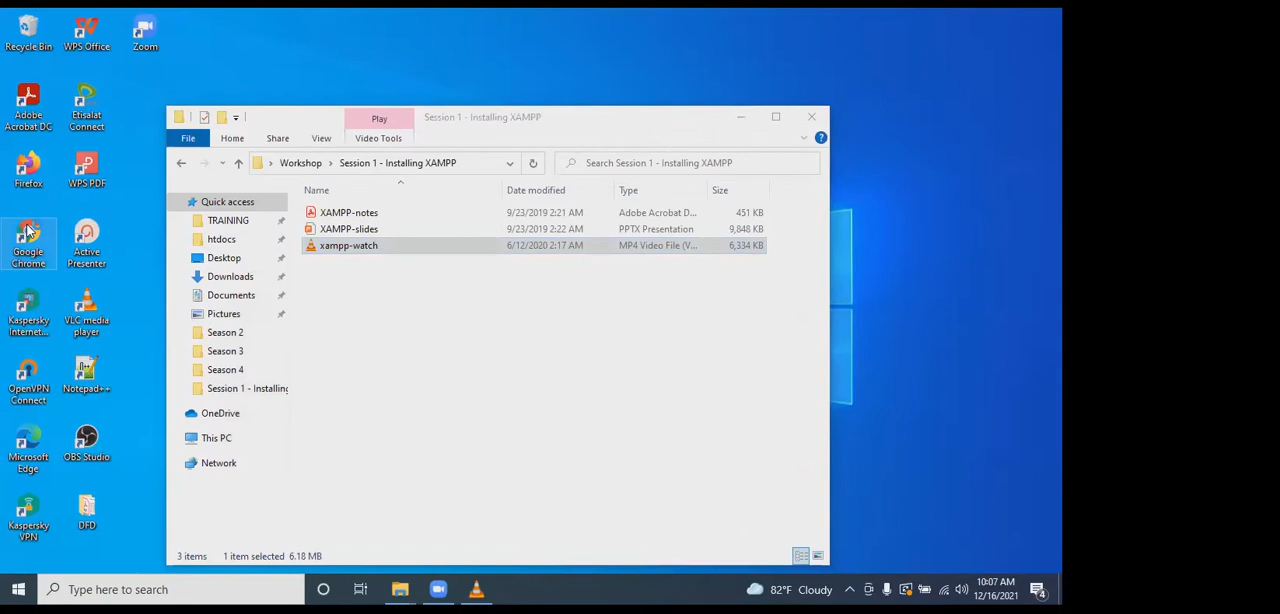 Recycle Bin
WPS Office
Zoom
Adobe
Acrobat DC
Etisalat
Connect
Firefox
WPS PDF
Google
Chrome
Active
Presenter
Kaspersky
Internet...
VLC media
player
OpenVPN
Connect
Notepad++
Microsoft
Edge
OBS Studio
Kaspersky
VPN
DFD
Play
Session 1 - Installing XAMPP
File
Home
Share
View
Video Tools
Workshop
Session 1 - Installing XAMPP
Search Session 1 - Installing XAMPP
Name
Date modified
Type
Size
XAMPP-notes 9/23/2019 2:21 AM Adobe Acrobat D... 451 KB
XAMPP-slides 9/23/2019 2:22 AM PPTX Presentation 9,848 KB
xampp-watch 6/12/2020 2:17 AM MP4 Video File (V... 6,334 KB
Quick access
TRAINING
htdocs
Desktop
Downloads
Documents
Pictures
Season 2
Season 3
Season 4
Session 1 - Installing
OneDrive
This PC
Network
3 items 1 item selected 6.18 MB
Type here to search
82°F Cloudy
10:07 AM
12/16/2021
4